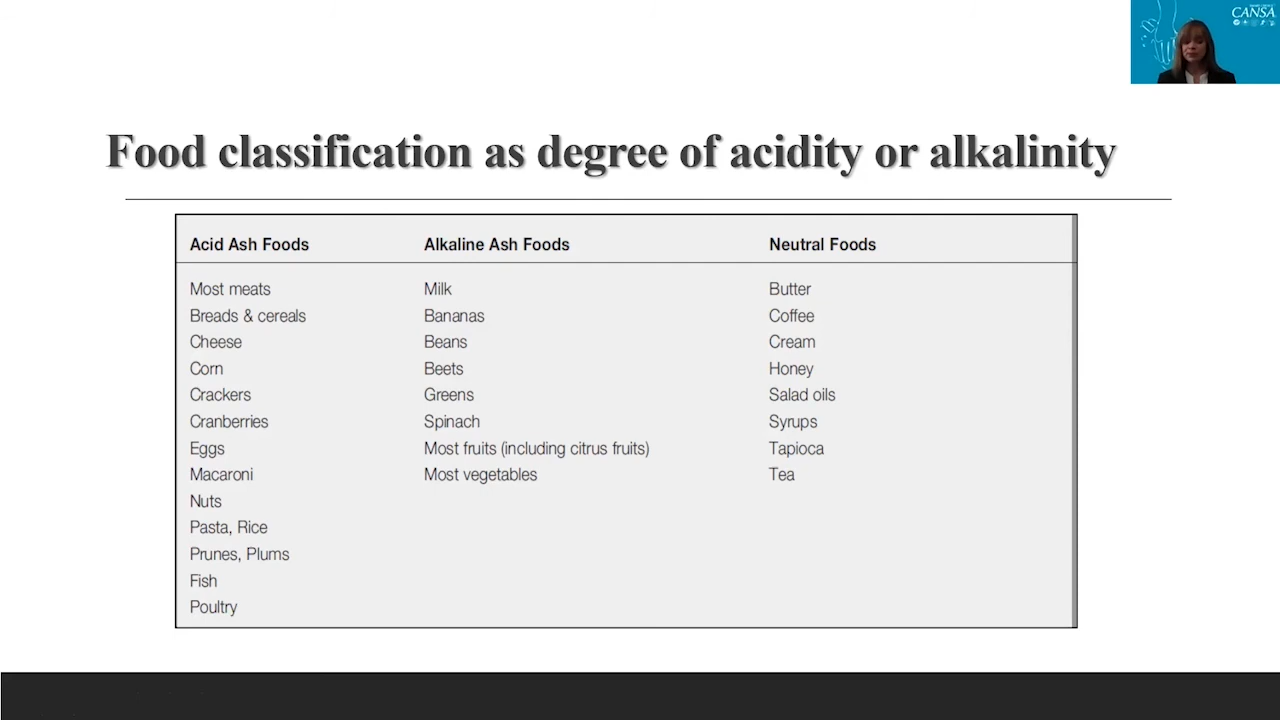 CANSA
Food classification as degree of acidity or alkalinity
Acid Ash Foods Alkaline Ash Foods Neutral Foods
Most meats Milk Butter
Breads & cereals Bananas Coffee
Cheese Beans Cream
Corn Beets Honey
Crackers Greens Salad oils
Cranberries Spinach Syrups
Eggs Most fruits (including citrus fruits) Tapioca
Macaroni Most vegetables Tea
Nuts
Pasta, Rice
Prunes, Plums
Fish
Poultry